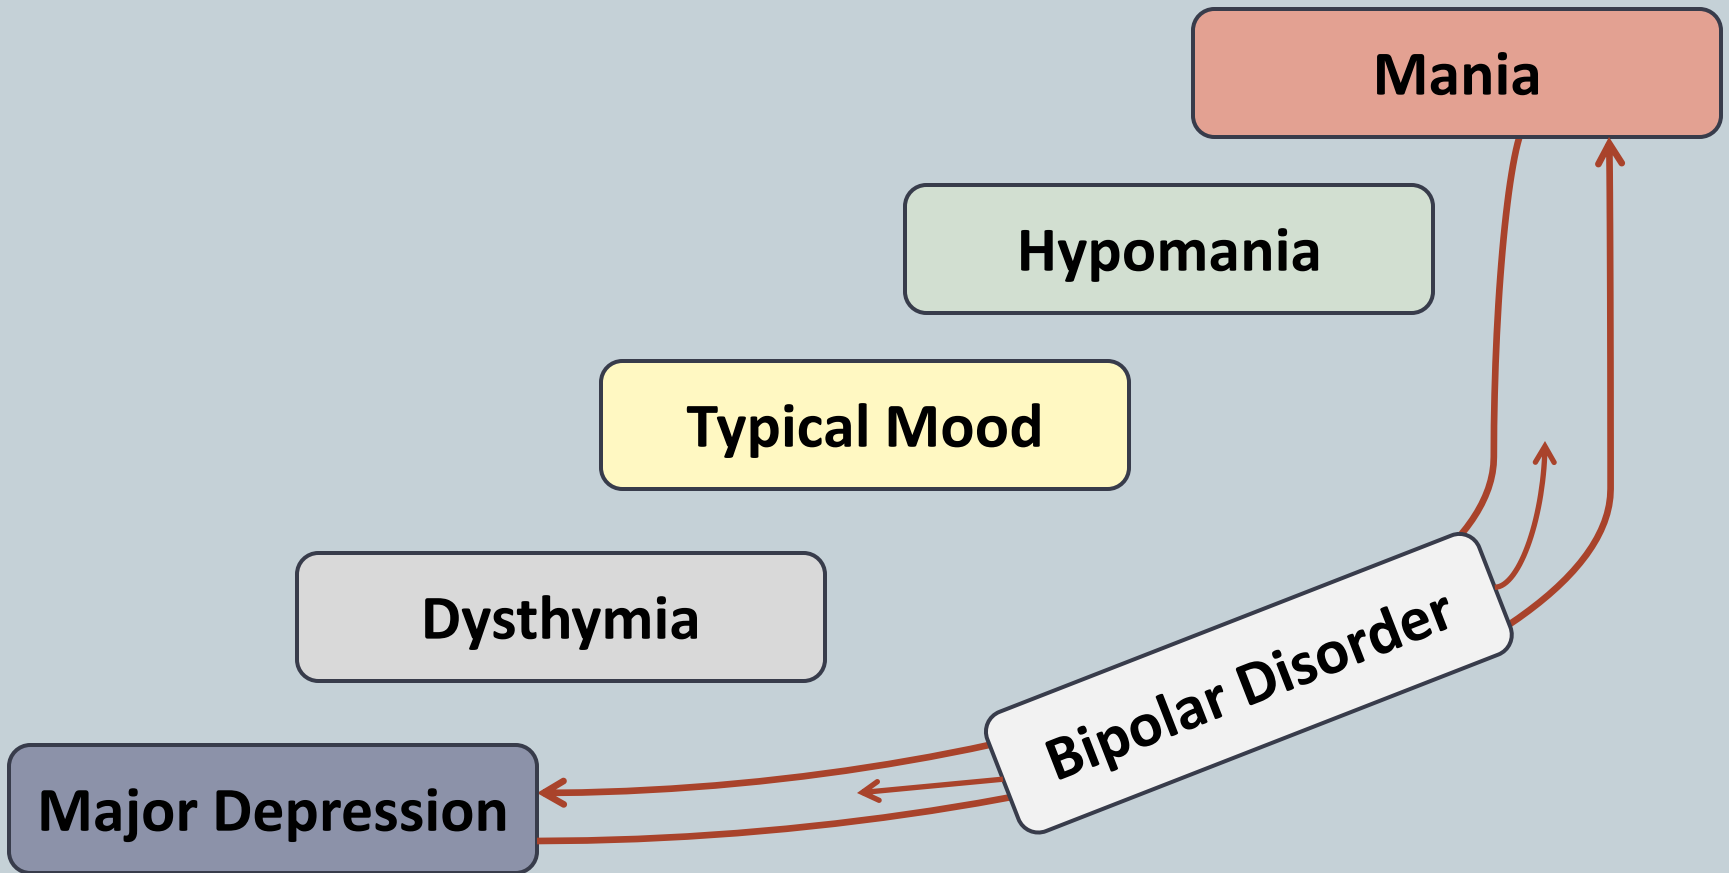 Mania
Hypomania
Typical Mood
Dysthymia
Bipolar Disorder
Major Depression